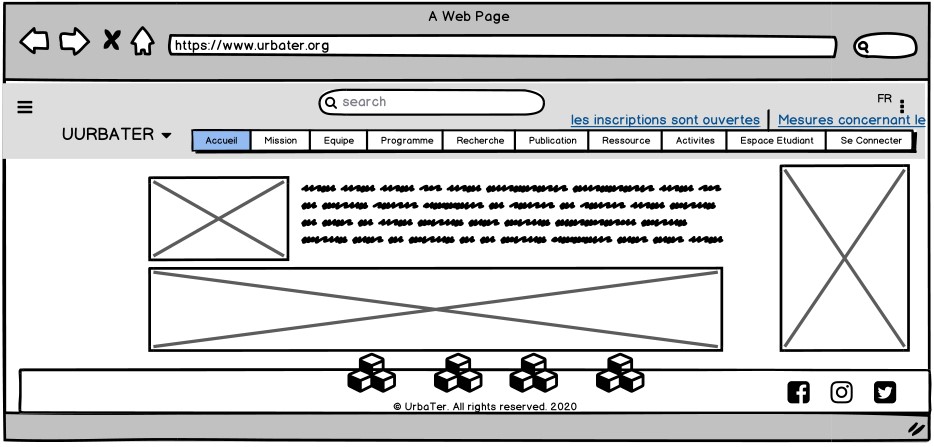 A Web Page
https://www.urbater.org
search
FR
les inscriptions sont ouvertes
Mesures concernant le
UURBATER
Accueil
Mission
Equipe
Programme
Recherche
Publication
Ressource
Activites
Espace Etudiant
Se Connecter
© UrbaTer. All rights reserved. 2020